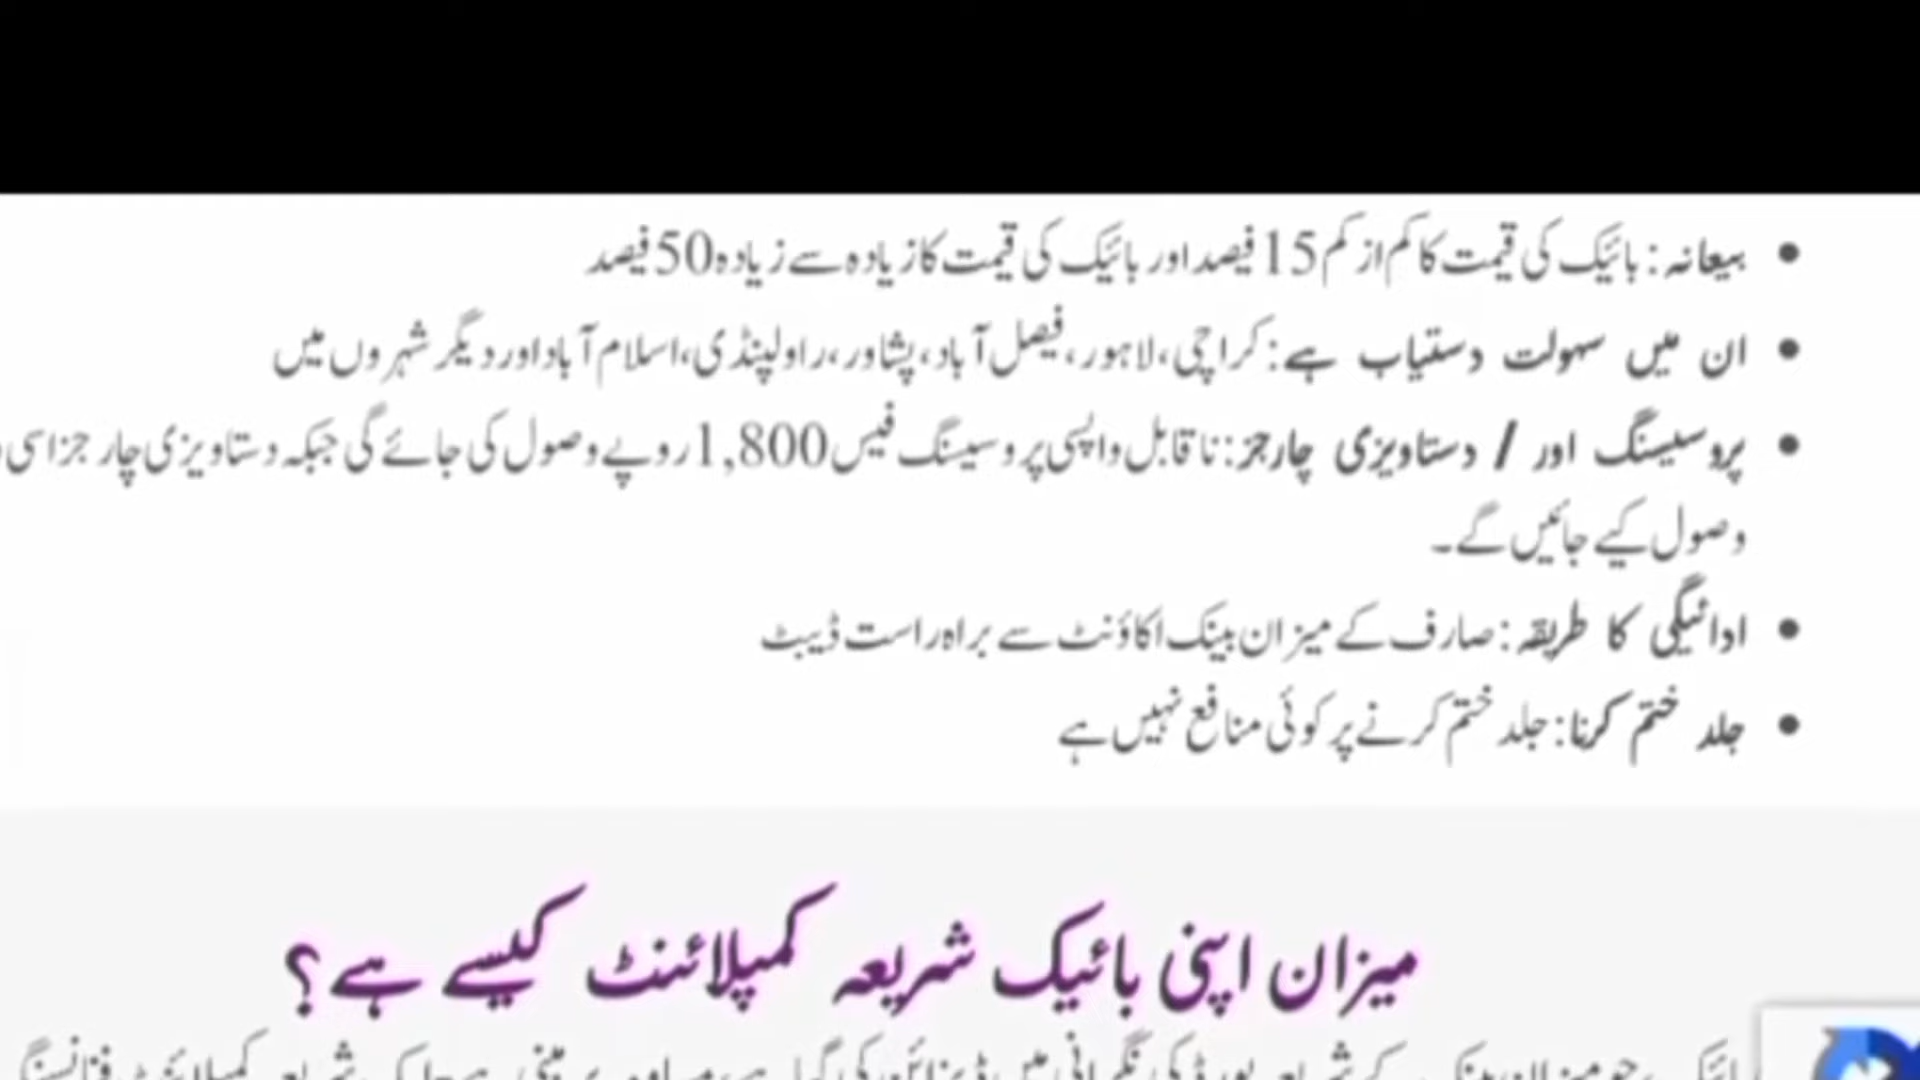 بیعانہ: بائیک کی قیمت کا کم از کم 15 فیصد اور بائیک کی قیمت کا زیادہ سے زیادہ 50 فیصد
ان میں سہولت دستیاب ہے: کراچی، لاہور، فیصل آباد، پشاور، راولپنڈی، اسلام آباد اور دیگر شہروں میں
پروسیسنگ اور / دستاویزی چارجز:: ناقابل واپسی پروسیسنگ فیس 1,800 روپے وصول کی جائے گی جبکہ دستاویزی چارجز اسی
وصول کیے جائیں گے۔
ادائیگی کا طریقہ: صارف کے میزان بینک اکاؤنٹ سے براہ راست ڈیبٹ
جلد ختم کرنا: جلد ختم کرنے پر کوئی منافع نہیں ہے
میزان اپنی بائیک شریعہ کمپلائنٹ کیسے ہے؟